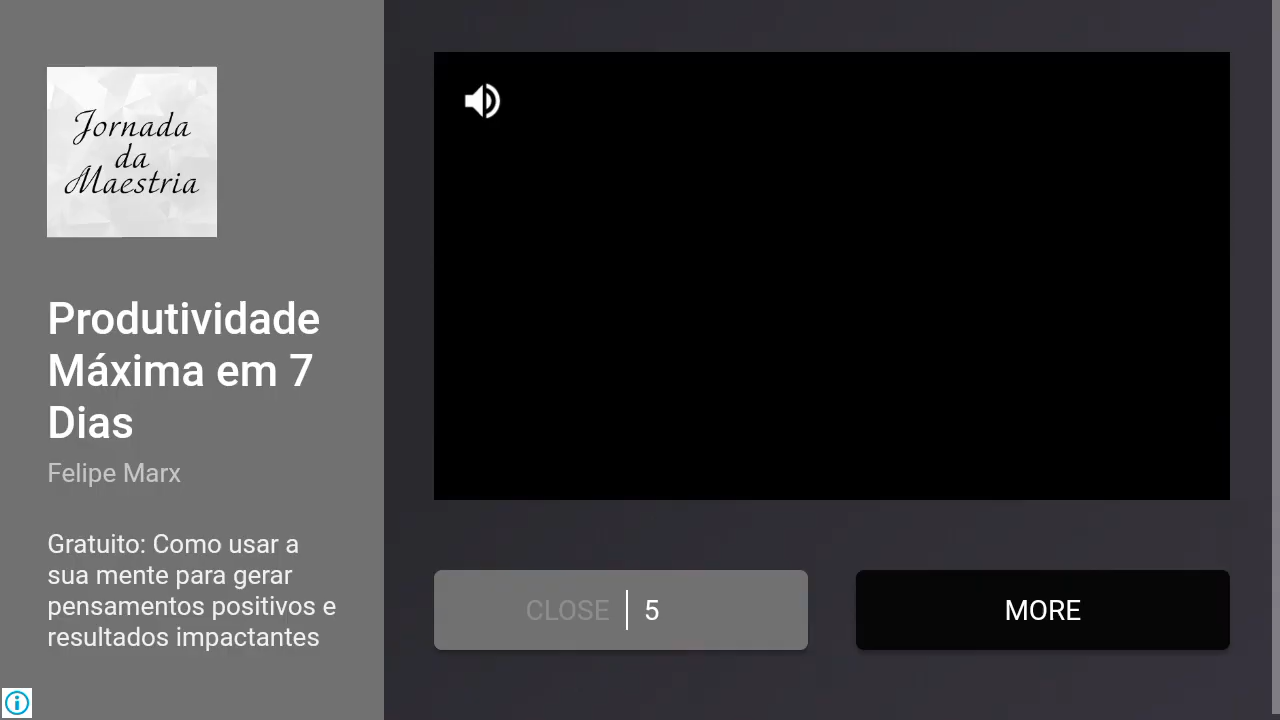 Jornada
da
Maestria
Produtividade
Máxima em 7
Dias
Felipe Marx
Gratuito: Como usar a
sua mente para gerar
pensamentos positivos e
resultados impactantes
CLOSE | 5
MORE